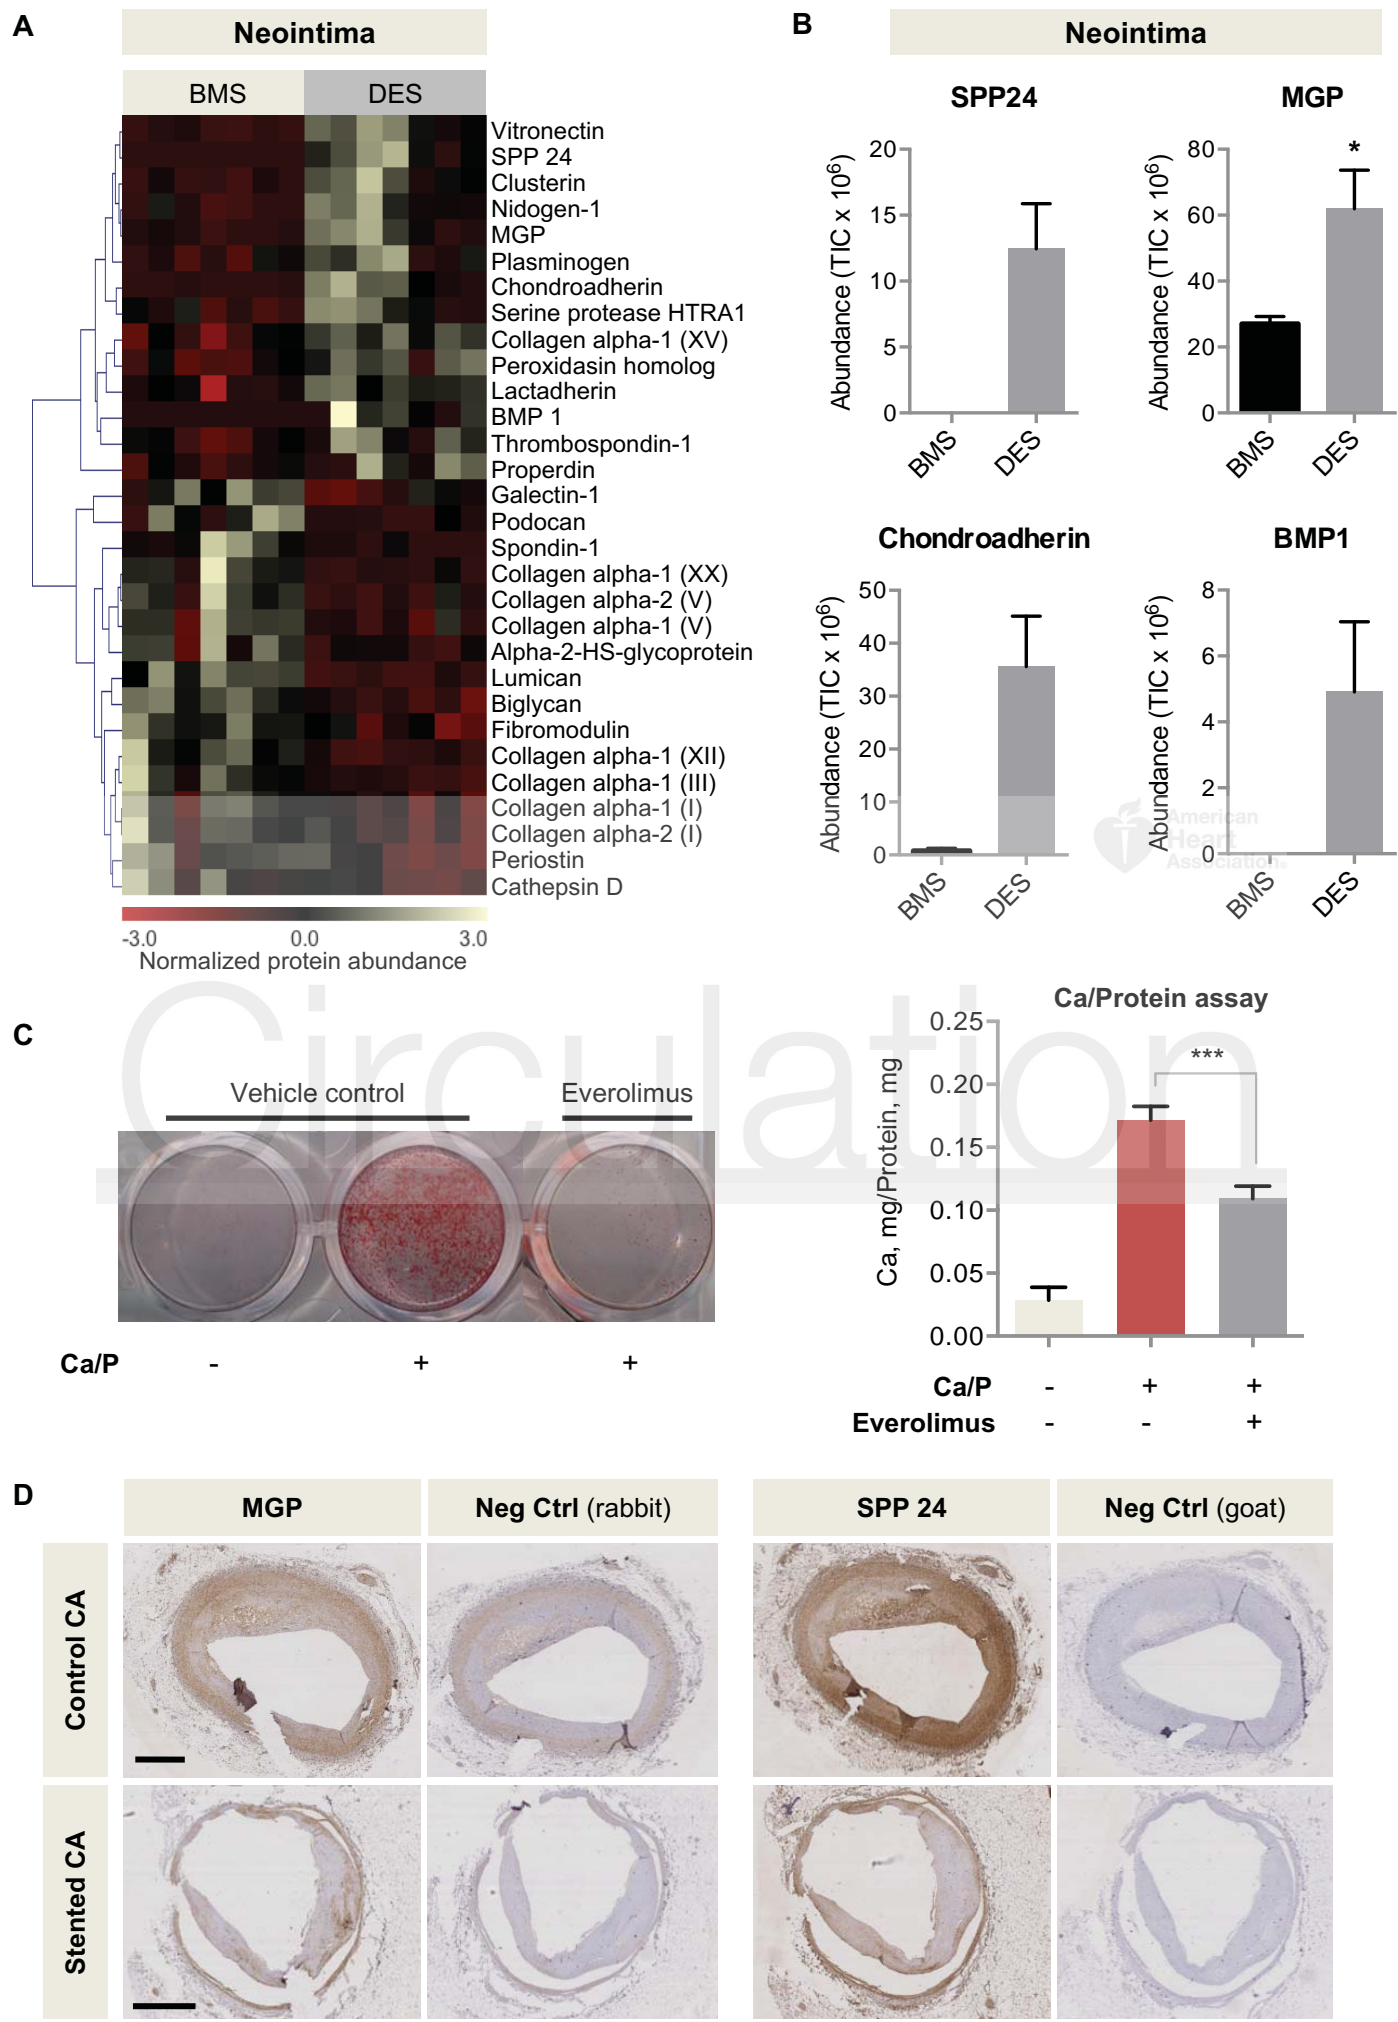 A
Neointima
BMS
DES
Vitronectin
SPP 24
Clusterin
Nidogen-1
MGP
Plasminogen
Chondroadherin
Serine protease HTRA1
Collagen alpha-1 (XV)
Peroxidasin homolog
Lactadherin
BMP 1
Thrombospondin-1
Properdin
Galectin-1
Podocan
Spondin-1
Collagen alpha-1 (XX)
Collagen alpha-2 (V)
Collagen alpha-1 (V)
Alpha-2-HS-glycoprotein
Lumican
Biglycan
Fibromodulin
Collagen alpha-1 (XII)
Collagen alpha-1 (III)
Collagen alpha-1 (I)
Collagen alpha-2 (I)
Periostin
Cathepsin D
-3.0 0.0 3.0
Normalized protein abundance
B
Neointima
SPP24
Abundance (TIC x 10⁶)
20
15
10
5
0
BMS
DES
MGP
Abundance (TIC x 10⁶)
80
60
40
20
0
*
BMS
DES
Chondroadherin
Abundance (TIC x 10⁶)
50
40
30
20
10
0
BMS
DES
BMP1
Abundance (TIC x 10⁶)
8
6
4
2
0
BMS
DES
American
Heart
Association®
Circulation
C
Vehicle control
Everolimus
Ca/P - + +
Ca/Protein assay
Ca, mg/Protein, mg
0.25
0.20
0.15
0.10
0.05
0.00
***
Ca/P - + +
Everolimus - - +
D
MGP
Neg Ctrl (rabbit)
SPP 24
Neg Ctrl (goat)
Control CA
Stented CA